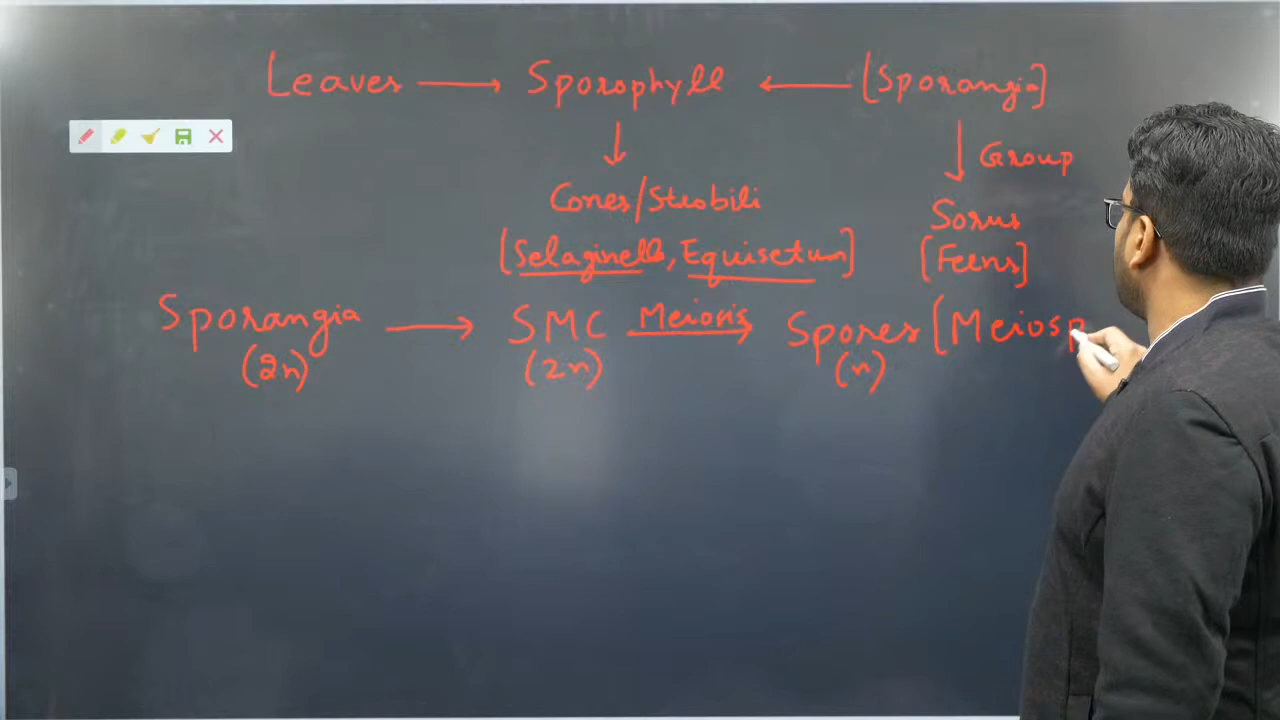 Leaves → Sporophyll ← [Sporangia]
↓ ↓ Group
Cones/Strobili Sorus
[Selaginella, Equisetum] [Ferns]
Sporangia → SMC Meiosis → Spores [Meiosp
(2n) (2n) (n)